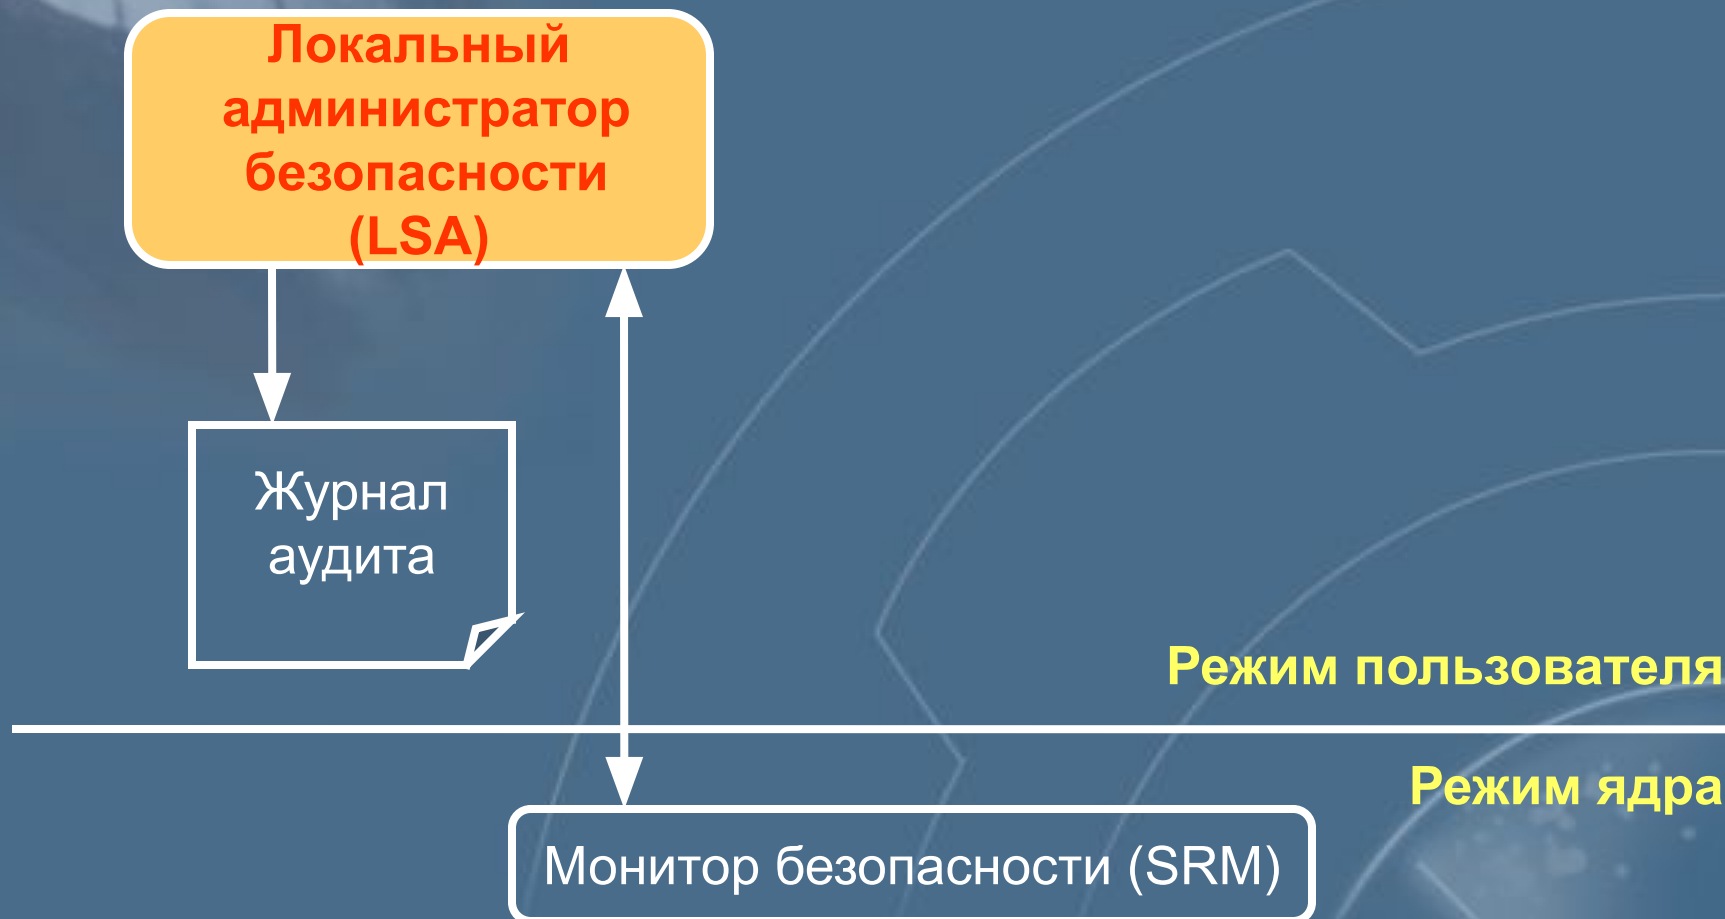 Локальный
администратор
безопасности
(LSA)
Журнал
аудита
Режим пользователя
Режим ядра
Монитор безопасности (SRM)